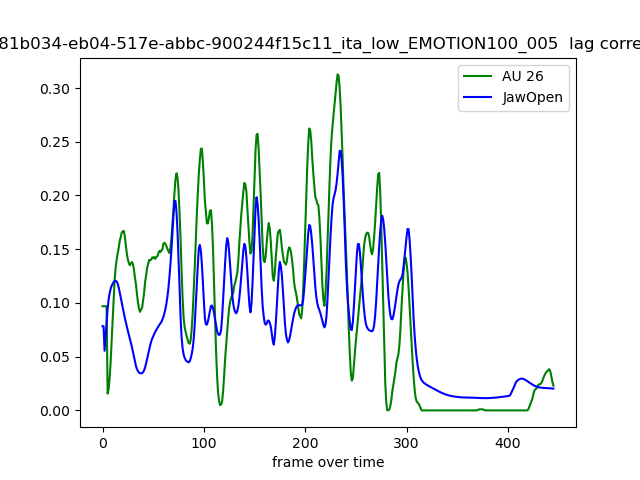 81b034-eb04-517e-abbc-900244f15c11_ita_low_EMOTION100_005 lag corre
AU 26
JawOpen
0.30
0.25
0.20
0.15
0.10
0.05
0.00
0 100 200 300 400
frame over time